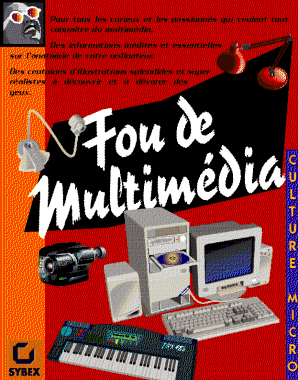 Pour tous les curieux et les passionnés qui veulent tout
connaître du multimédia.
Des informations inédites et essentielles
sur l'anatomie de votre ordinateur.
Des centaines d'illustrations splendides et super
réalistes à découvrir et à dévorer des
yeux.
Fou de
Multimédia
CULTURE MICRO
SYBEX